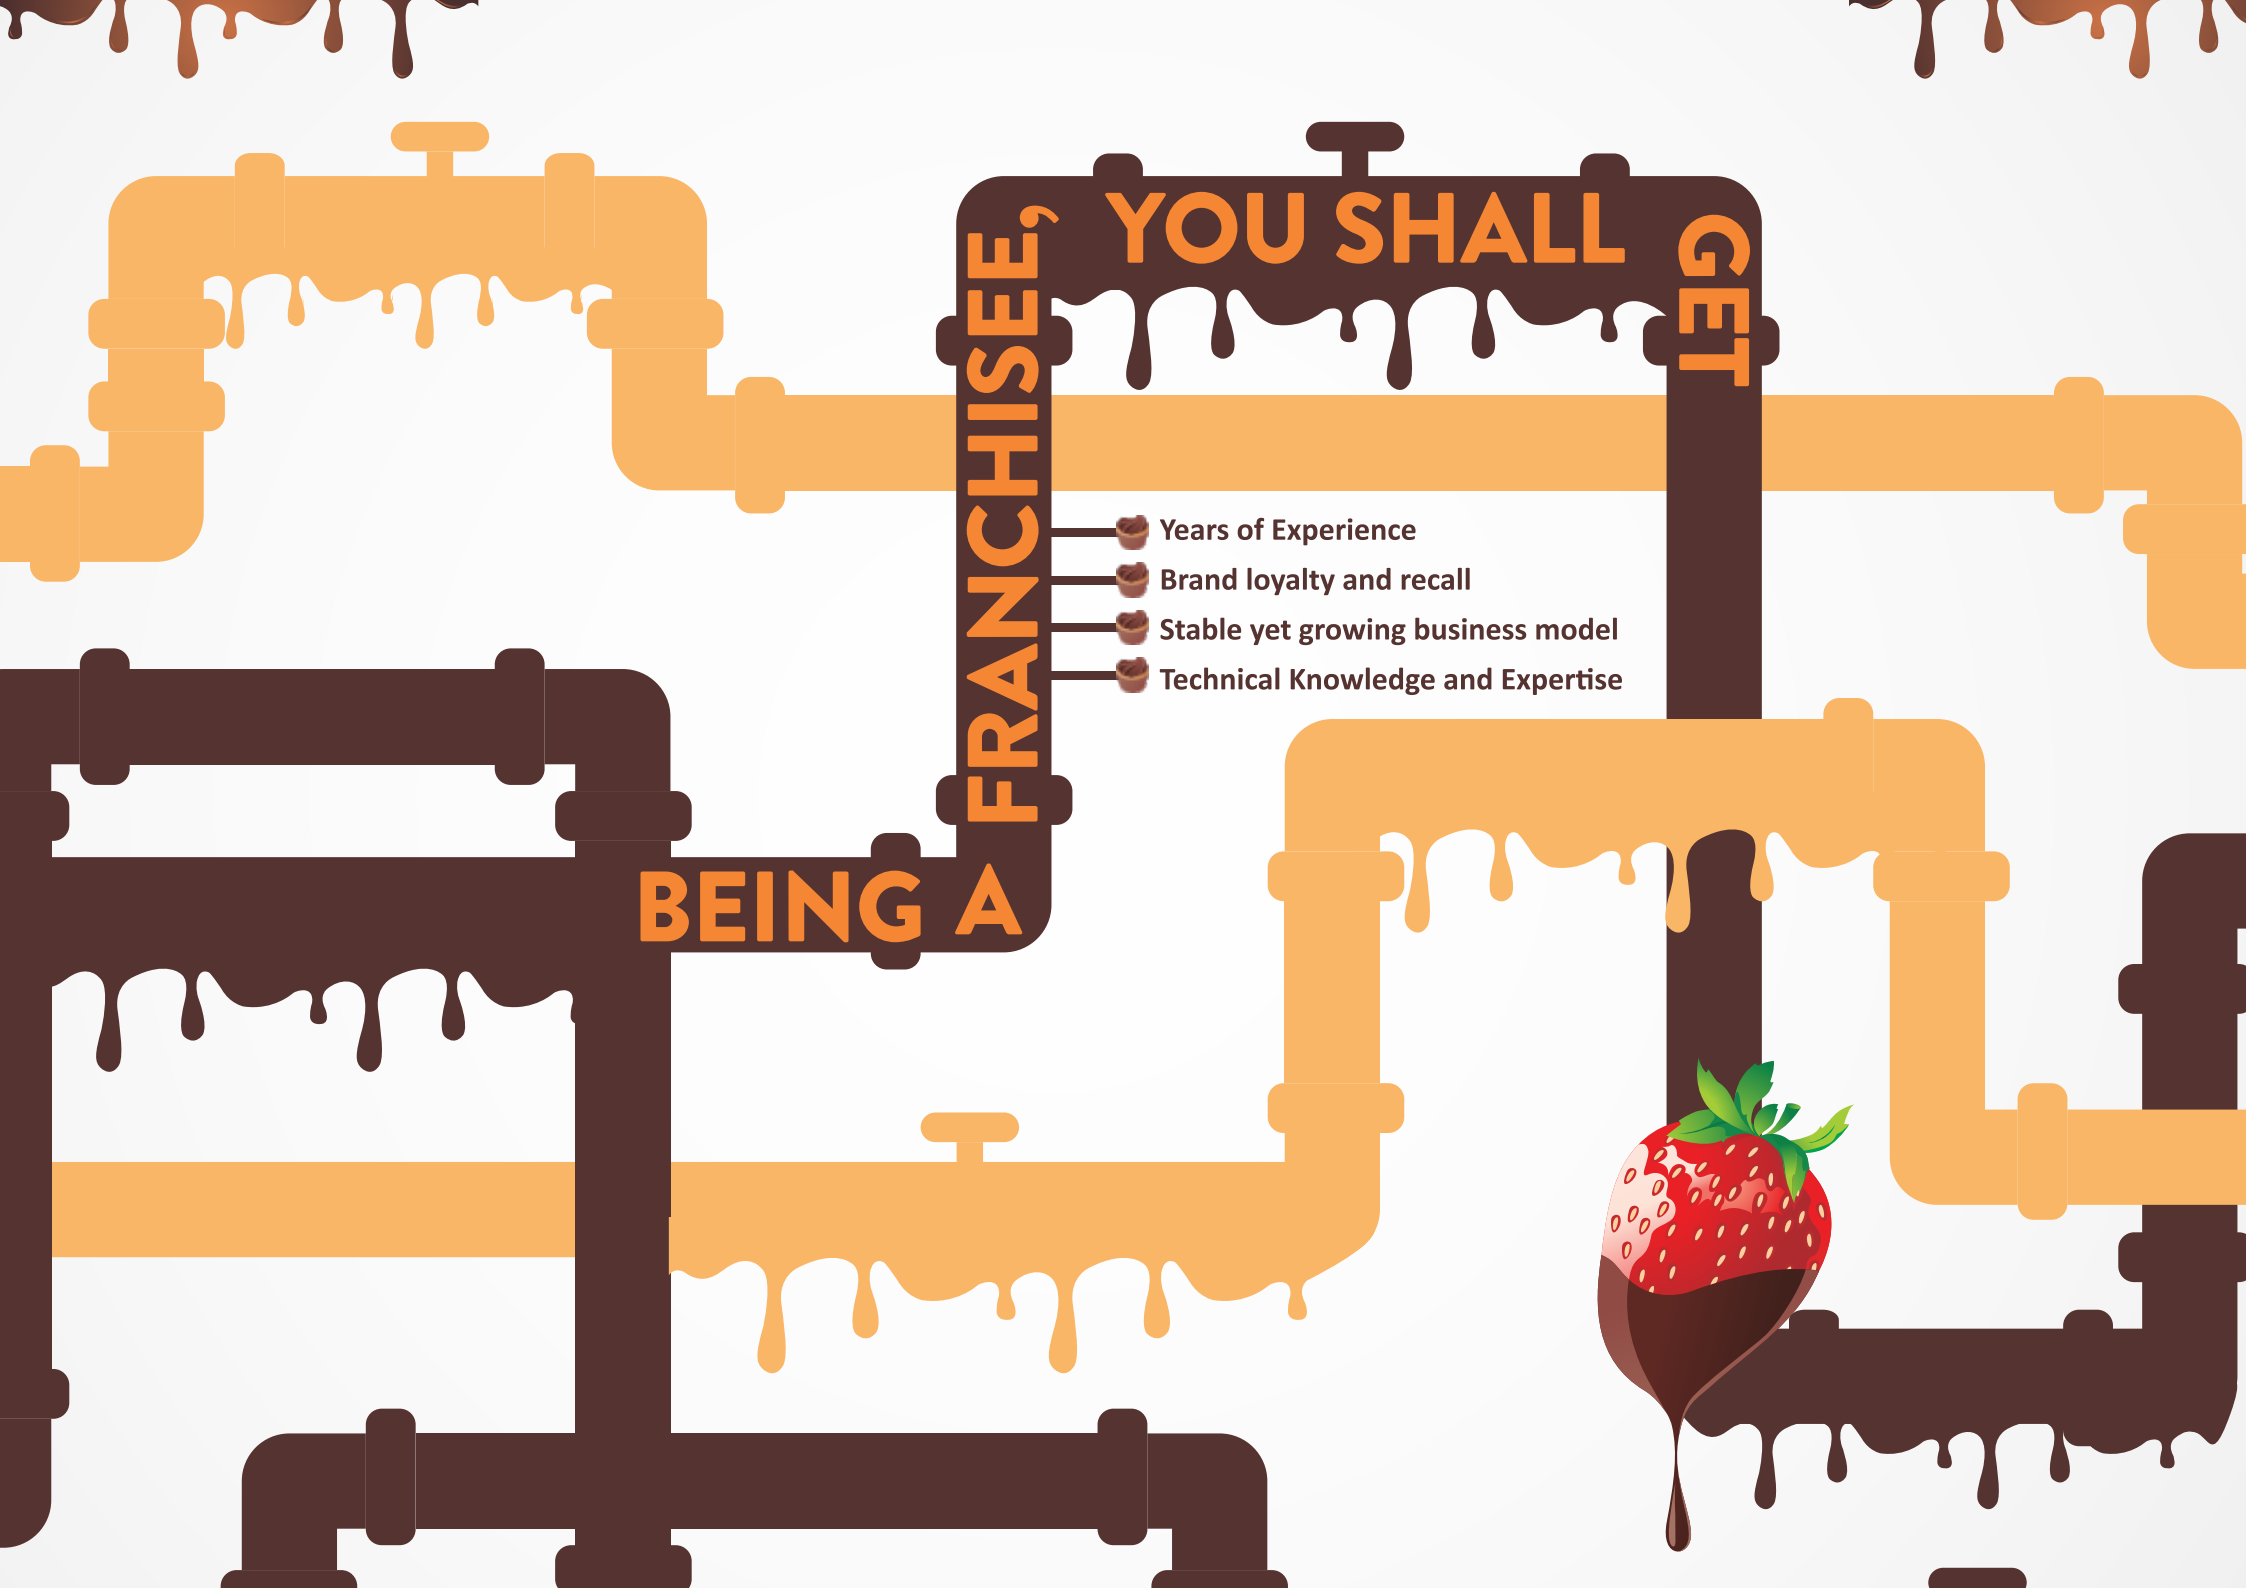 BEING A
FRANCHISEE,
YOU SHALL
GET
Years of Experience
Brand loyalty and recall
Stable yet growing business model
Technical Knowledge and Expertise